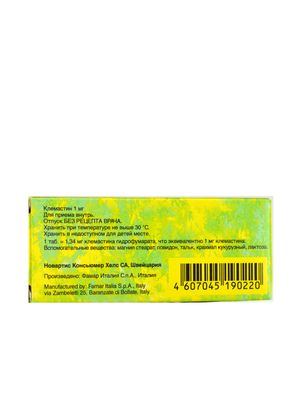 Клемастин 1 мг
Для приема внутрь.
Отпуск БЕЗ РЕЦЕПТА ВРАЧА.
Хранить при температуре не выше 30 °С.
Хранить в недоступном для детей месте.
1 таб. = 1,34 мг клемастина гидрофумарата, что эквивалентно 1 мг клемастина.
Вспомогательные вещества: магния стеарат, повидон, тальк, крахмал кукурузный, лактоза.
Новартис Консьюмер Хелс СА, Швейцария
Произведено: Фамар Италия С.п.А., Италия
Manufactured by: Famar Italia S.p.A., Italy
via Zambeletti 25, Baranzate di Bollate, Italy
4 607045 190220